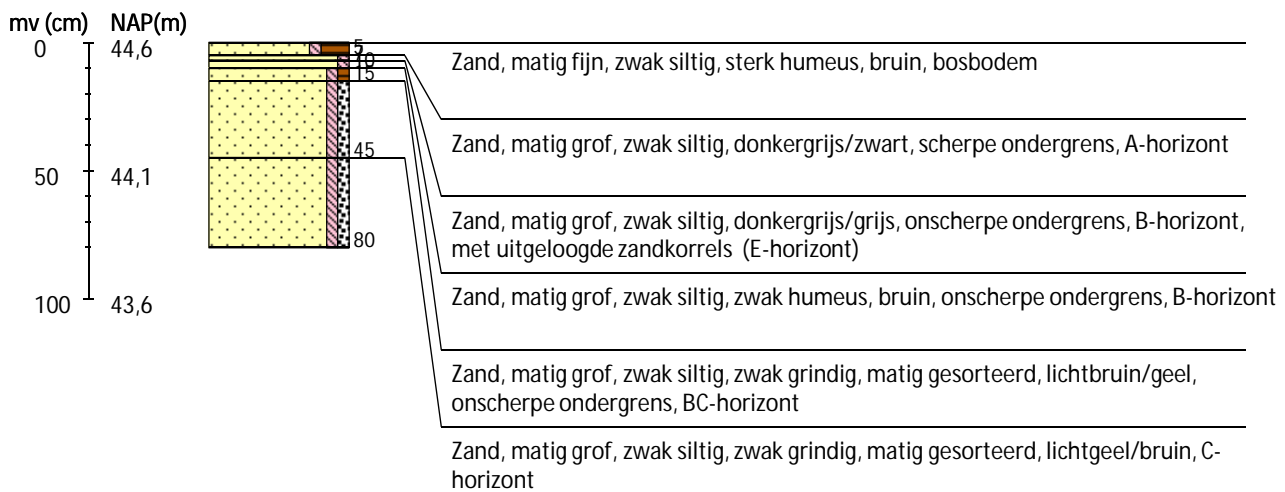 mv (cm) NAP(m)
0 44,6
5
10
15
45
50 44,1
80
100 43,6
Zand, matig fijn, zwak siltig, sterk humeus, bruin, bosbodem
Zand, matig grof, zwak siltig, donkergrijs/zwart, scherpe ondergrens, A-horizont
Zand, matig grof, zwak siltig, donkergrijs/grijs, onscherpe ondergrens, B-horizont,
met uitgeloogde zandkorrels (E-horizont)
Zand, matig grof, zwak siltig, zwak humeus, bruin, onscherpe ondergrens, B-horizont
Zand, matig grof, zwak siltig, zwak grindig, matig gesorteerd, lichtbruin/geel,
onscherpe ondergrens, BC-horizont
Zand, matig grof, zwak siltig, zwak grindig, matig gesorteerd, lichtgeel/bruin, C-
horizont